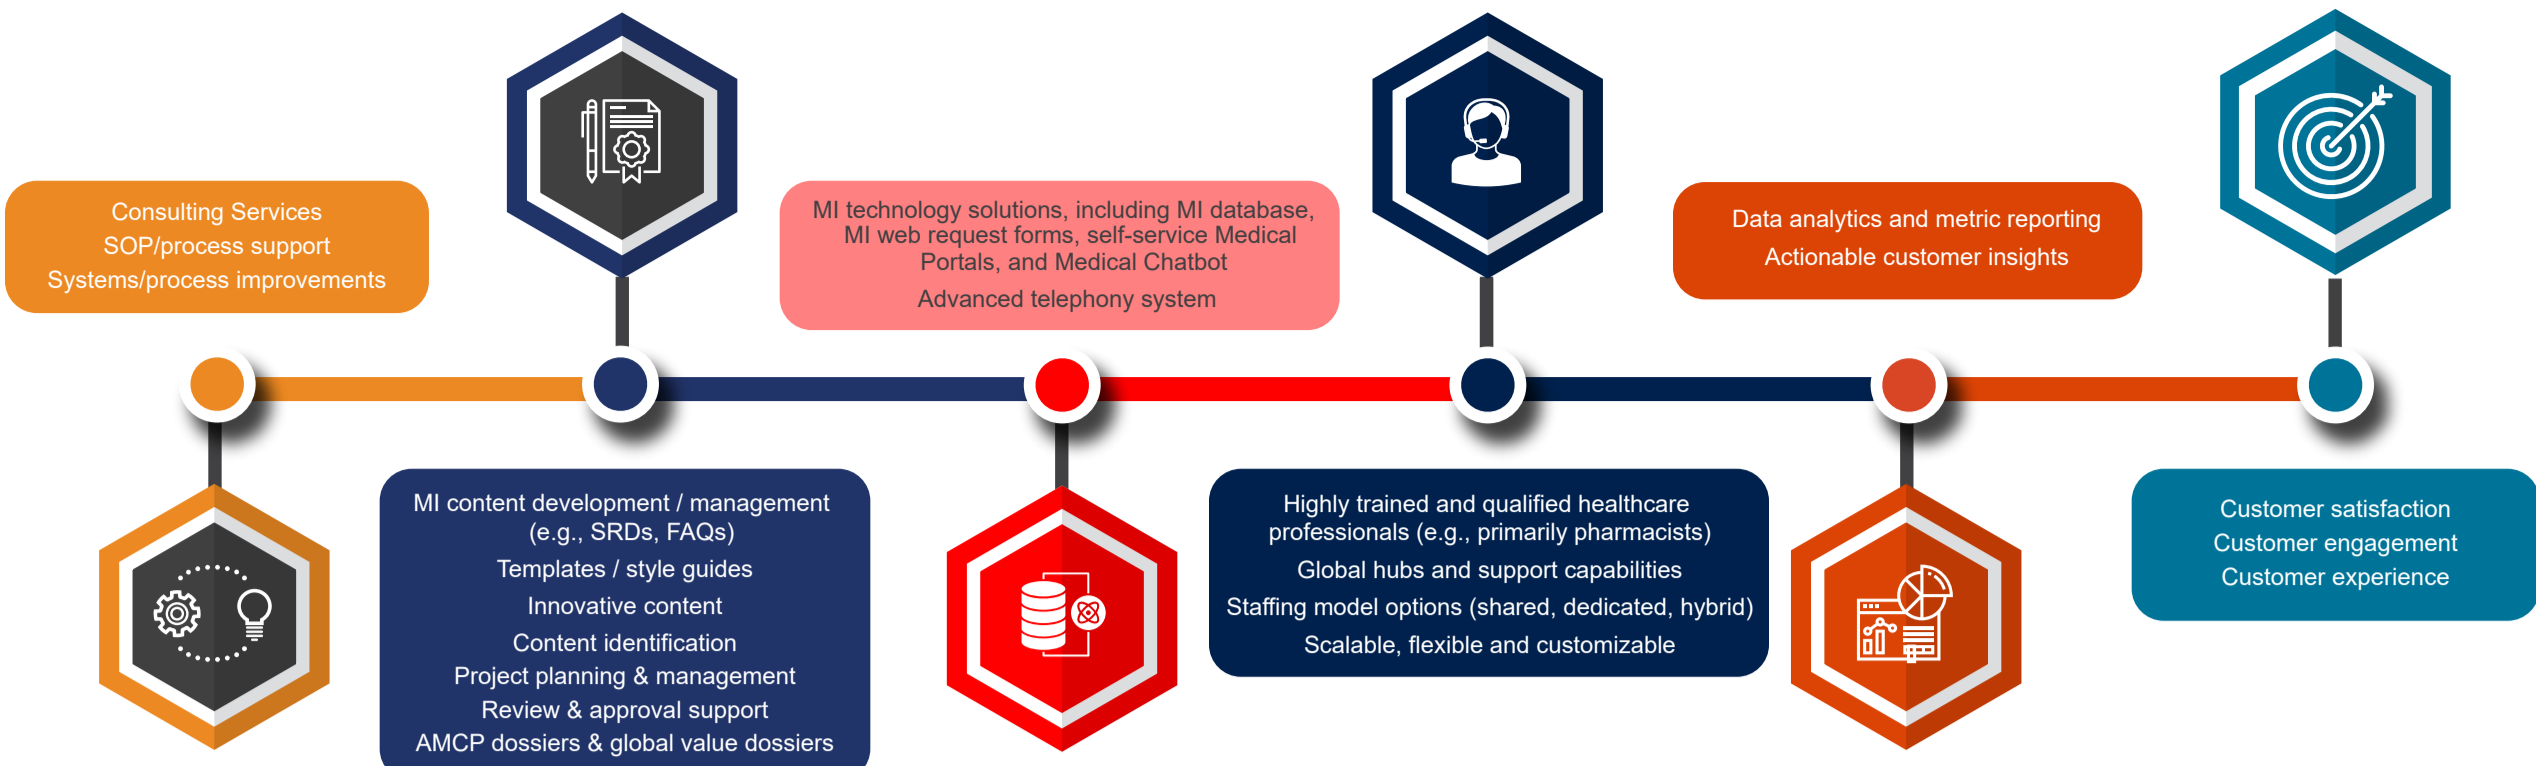 Consulting Services
SOP/process support
Systems/process improvements
MI content development / management
(e.g., SRDs, FAQs)
Templates / style guides
Innovative content
Content identification
Project planning & management
Review & approval support
AMCP dossiers & global value dossiers
MI technology solutions, including MI database,
MI web request forms, self-service Medical
Portals, and Medical Chatbot
Advanced telephony system
Highly trained and qualified healthcare
professionals (e.g., primarily pharmacists)
Global hubs and support capabilities
Staffing model options (shared, dedicated, hybrid)
Scalable, flexible and customizable
Data analytics and metric reporting
Actionable customer insights
Customer satisfaction
Customer engagement
Customer experience